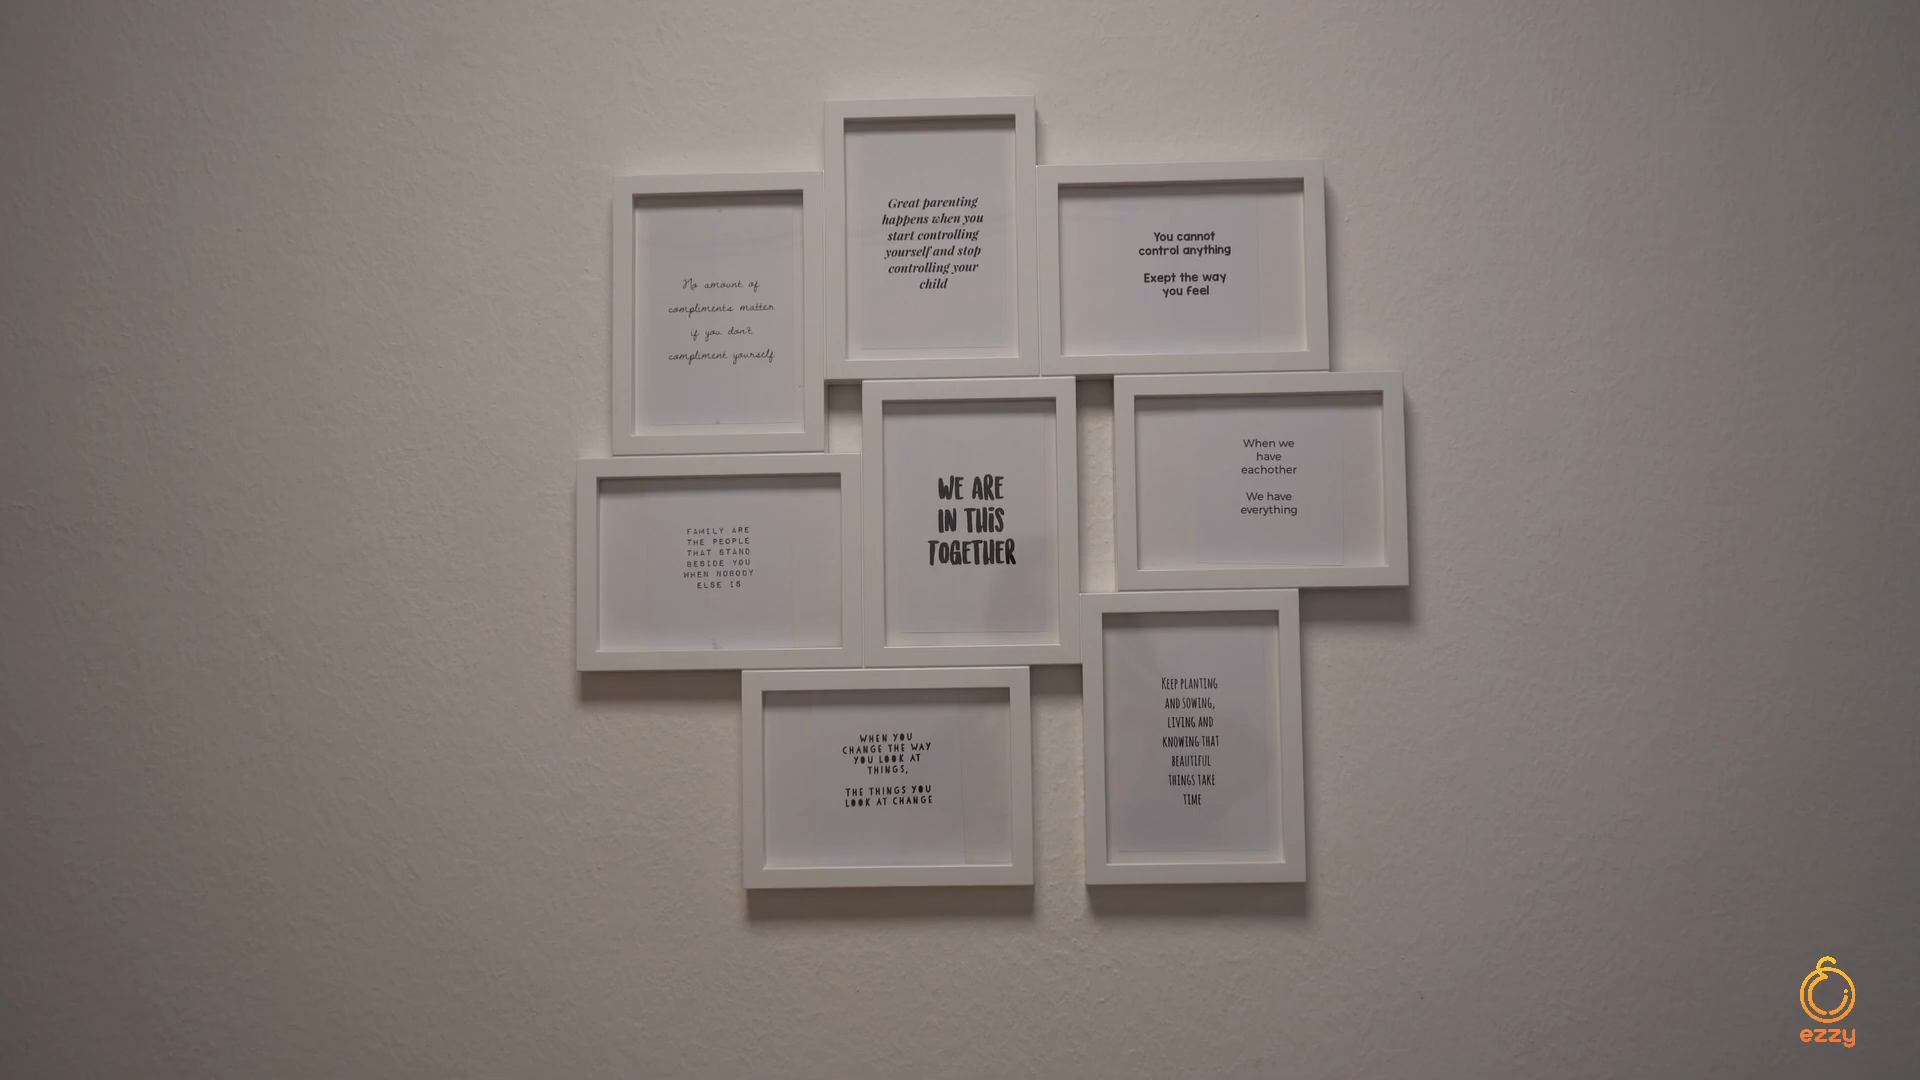 Great parenting
happens when you
start controlling
yourself and stop
controlling your
child
No amount of
compliments matter
if you don't
compliment yourself
You cannot
control anything
Exept the way
you feel
FAMILY ARE
THE PEOPLE
THAT STAND
BESIDE YOU
WHEN NOBODY
ELSE IS
WE ARE
IN THiS
TOGETHER
When we
have
eachother
We have
everything
WHEN YOU
CHANGE THE WAY
YOU LOOK AT
THINGS,
THE THINGS YOU
LOOK AT CHANGE
KEEP PLANTING
AND SOWING,
LIVING AND
KNOWING THAT
BEAUTIFUL
THINGS TAKE
TIME
ezzy